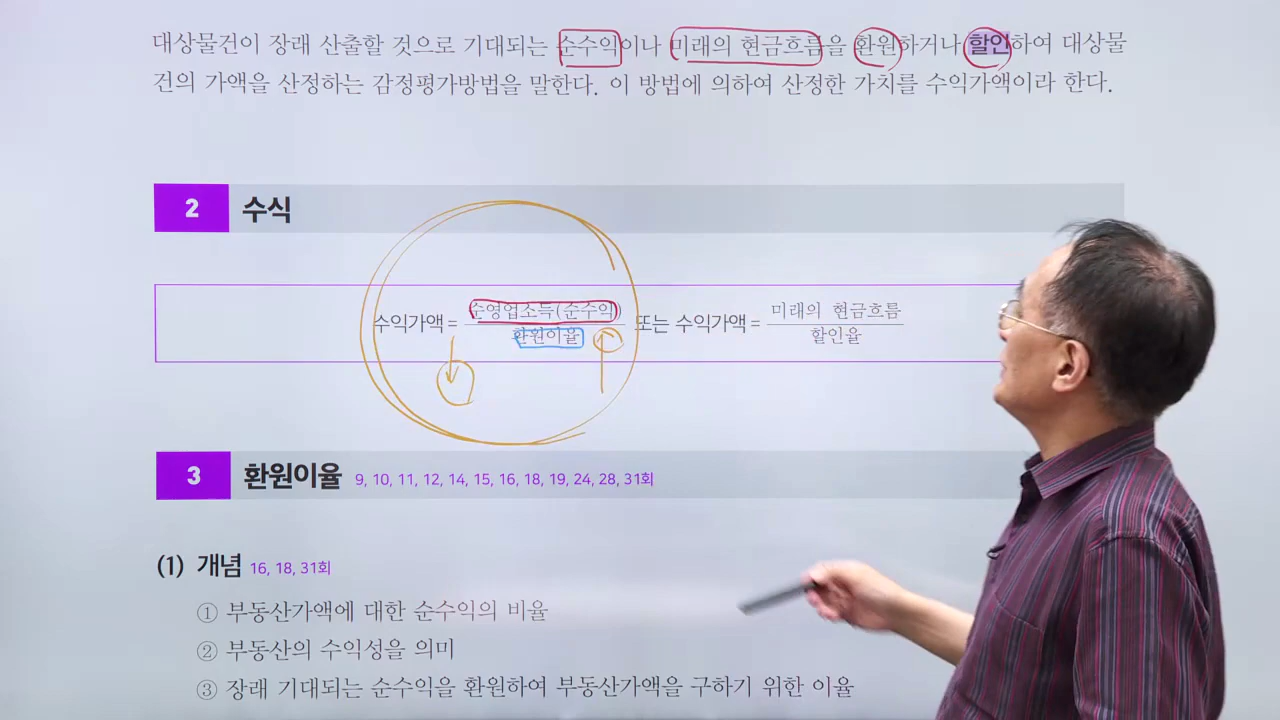 대상물건이 장래 산출할 것으로 기대되는 순수익이나 미래의 현금흐름을 환원하거나 할인하여 대상물
건의 가액을 산정하는 감정평가방법을 말한다. 이 방법에 의하여 산정한 가치를 수익가액이라 한다.
2 수식
수익가액 = 순영업소득(순수익) / 환원이율 또는 수익가액 = 미래의 현금흐름 / 할인율
3 환원이율 9, 10, 11, 12, 14, 15, 16, 18, 19, 24, 28, 31회
(1) 개념 16, 18, 31회
① 부동산가액에 대한 순수익의 비율
② 부동산의 수익성을 의미
③ 장래 기대되는 순수익을 환원하여 부동산가액을 구하기 위한 이율